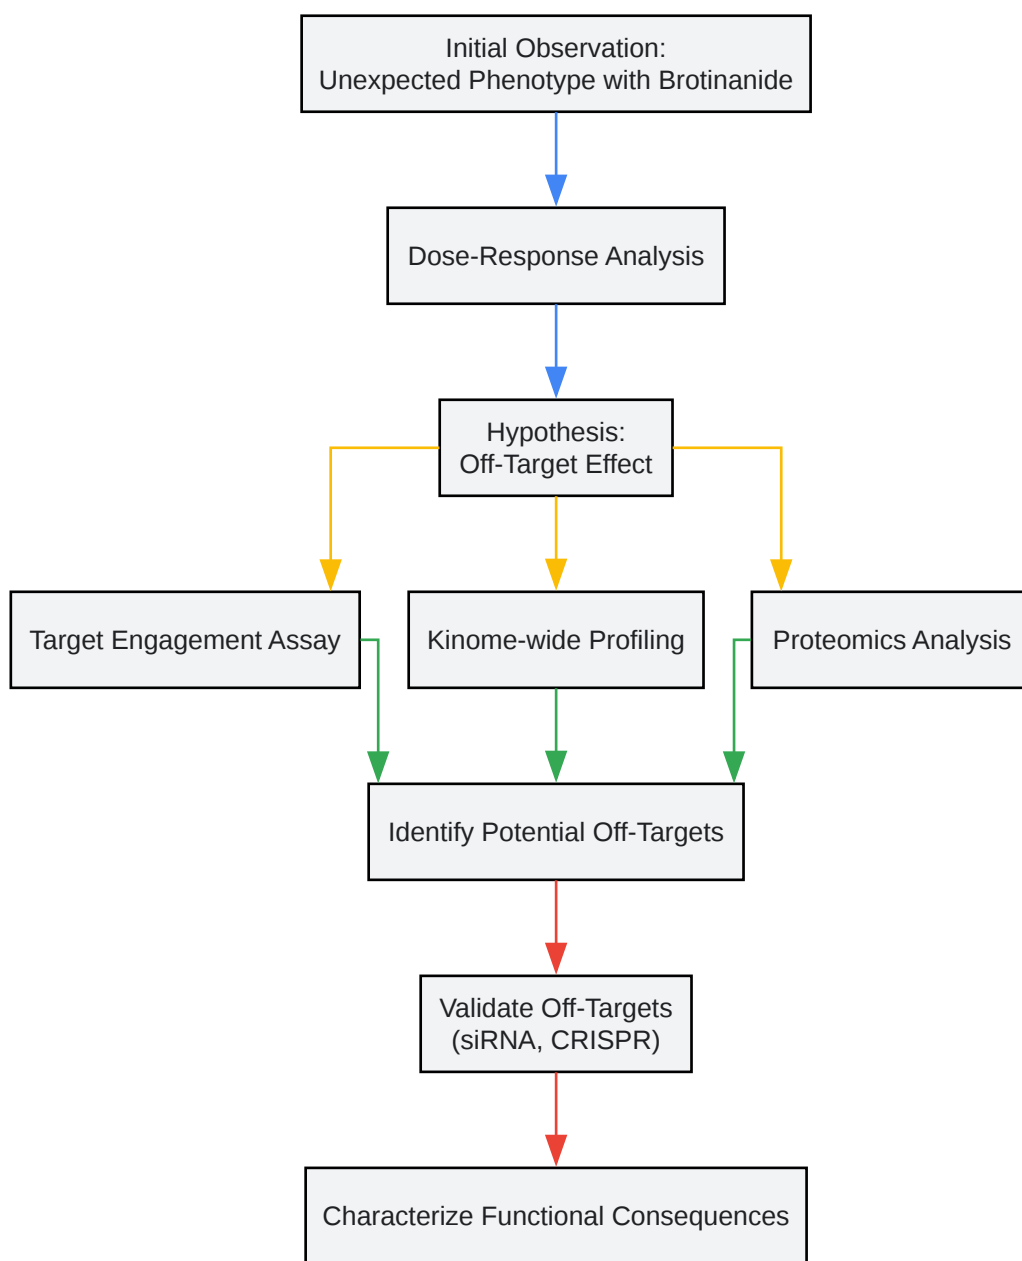 Initial Observation:
Unexpected Phenotype with Brotinanide
Dose-Response Analysis
Hypothesis:
Off-Target Effect
Target Engagement Assay
Kinome-wide Profiling
Proteomics Analysis
Identify Potential Off-Targets
Validate Off-Targets
(siRNA, CRISPR)
Characterize Functional Consequences